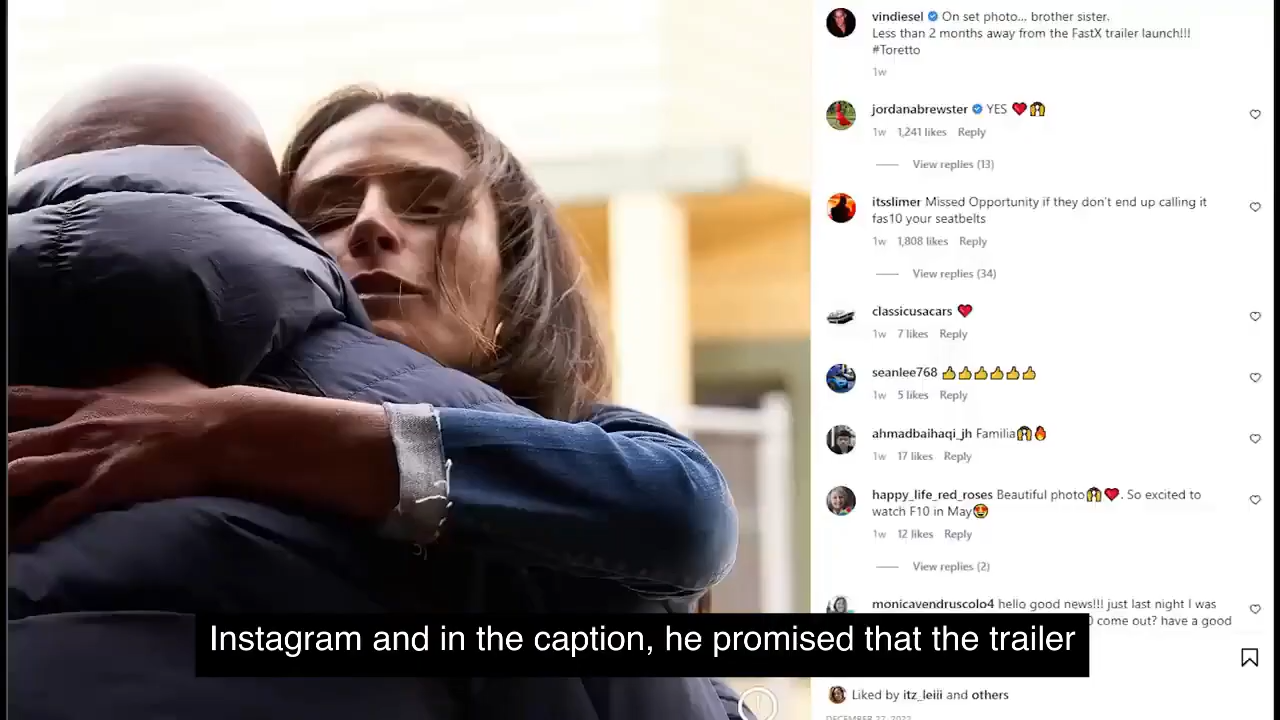 vindiesel On set photo... brother sister.
Less than 2 months away from the FastX trailer launch!!!
#Toretto
1w
jordanabrewster YES
1w 1,241 likes Reply
View replies (13)
itsslimer Missed Opportunity if they don't end up calling it
fas10 your seatbelts
1w 1,808 likes Reply
View replies (34)
classicusacars
1w 7 likes Reply
seanlee768
1w 5 likes Reply
ahmadbaihaqi_jh Familia
1w 17 likes Reply
happy_life_red_roses Beautiful photo. So excited to
watch F10 in May
1w 12 likes Reply
View replies (2)
monicavendruscolo4 hello good news!!! just last night I was
come out? have a good
Instagram and in the caption, he promised that the trailer
Liked by itz_leiii and others
DECEMBER 27, 2022